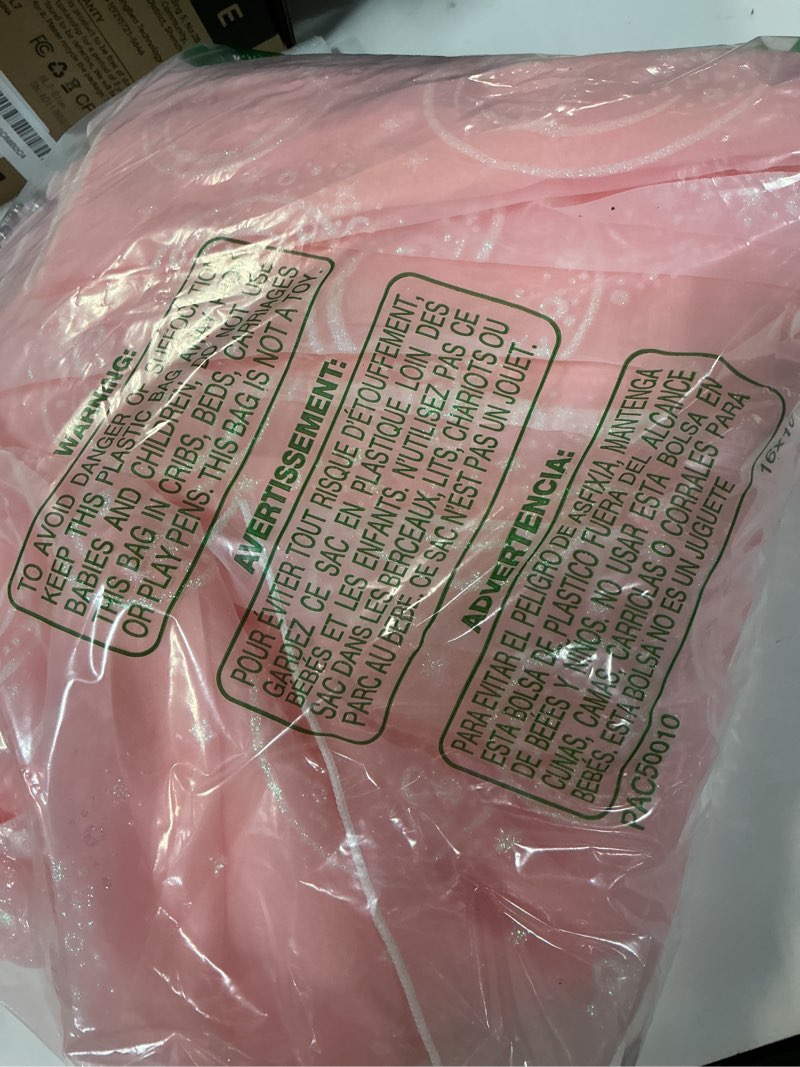 WARNING:
TO AVOID DANGER OF SUFFOCATION
KEEP THIS PLASTIC BAG AWAY
BABIES AND CHILDREN, DO NOT USE
THIS BAG IN CRIBS, BEDS, CARRIAGES
OR PLAY PENS. THIS BAG IS NOT A TOY.
AVERTISSEMENT:
POUR ÉVITER TOUT RISQUE D'ÉTOUFFEMENT,
GARDEZ CE SAC EN PLASTIQUE LOIN DES
BÉBÉS ET LES ENFANTS. N'UTILISEZ PAS CE
SAC DANS LES BERCEAUX, LITS, CHARIOTS OU
PARC AU BÉBÉ CE SAC N'EST PAS UN JOUET.
ADVERTENCIA:
PARA EVITAR EL PELIGRO DE ASFIXIA, MANTENGA
ESTA BOLSA DE PLASTICO FUERA DEL ALCANCE
DE BEBES Y NIÑOS. NO USAR ESTA BOLSA EN
CUNAS, CAMAS, CARRIOLAS O CORRALES PARA
BEBÉS ESTA BOLSA NO ES UN JUGUETE
PAC50010
E
FC
CE